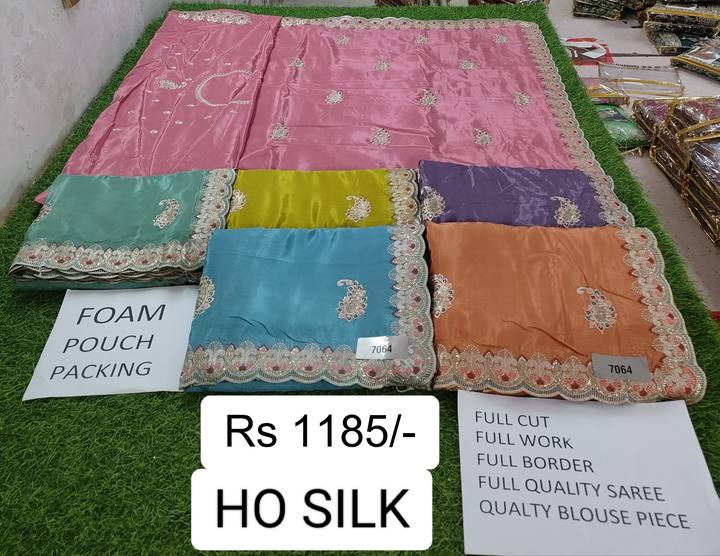 7064
7064
FOAM
POUCH
PACKING
Rs 1185/-
HO SILK
FULL CUT
FULL WORK
FULL BORDER
FULL QUALITY SAREE
QUALTY BLOUSE PIECE